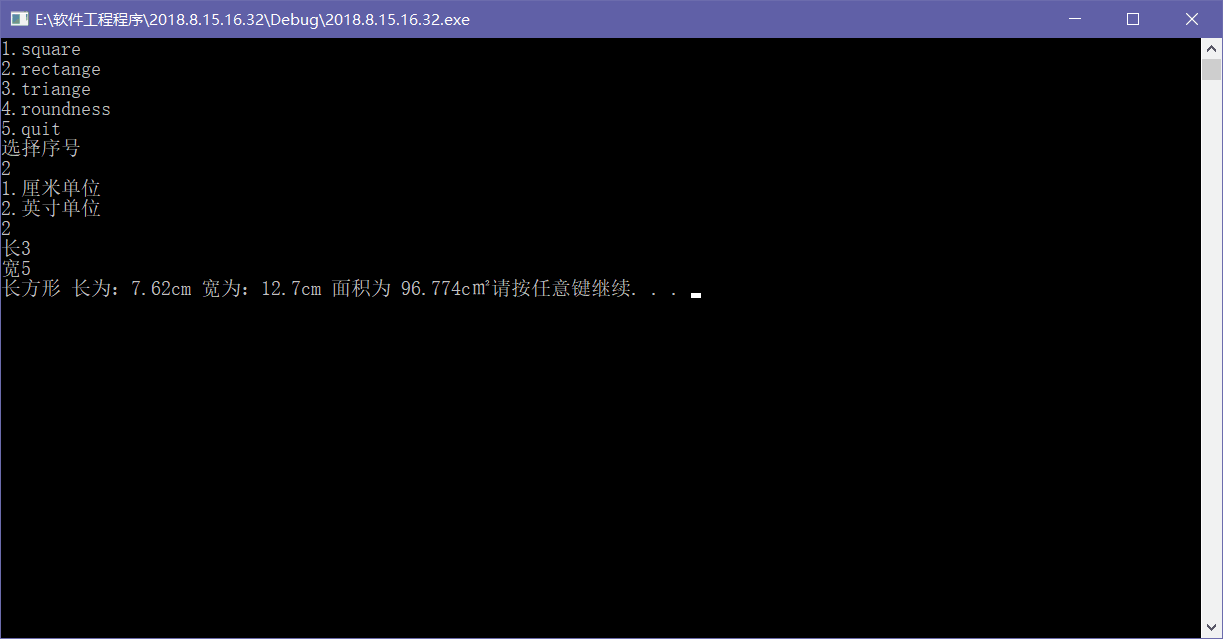 E:\软件工程程序\2018.8.15.16.32\Debug\2018.8.15.16.32.exe
1.square
2.rectange
3.triange
4.roundness
5.quit
选择序号
2
1.厘米单位
2.英寸单位
2
长3
宽5
长方形 长为：7.62cm 宽为：12.7cm 面积为 96.774c㎡请按任意键继续. . .